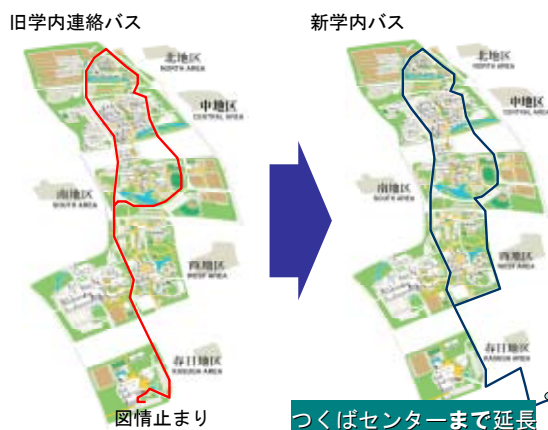 旧学内連絡バス
新学内バス
北地区
NORTH AREA
中地区
CENTRAL AREA
南地区
SOUTH AREA
西地区
WEST AREA
春日地区
KASUGA AREA
図情止まり
北地区
NORTH AREA
中地区
CENTRAL AREA
南地区
SOUTH AREA
西地区
WEST AREA
春日地区
KASUGA AREA
つくばセンターまで延長